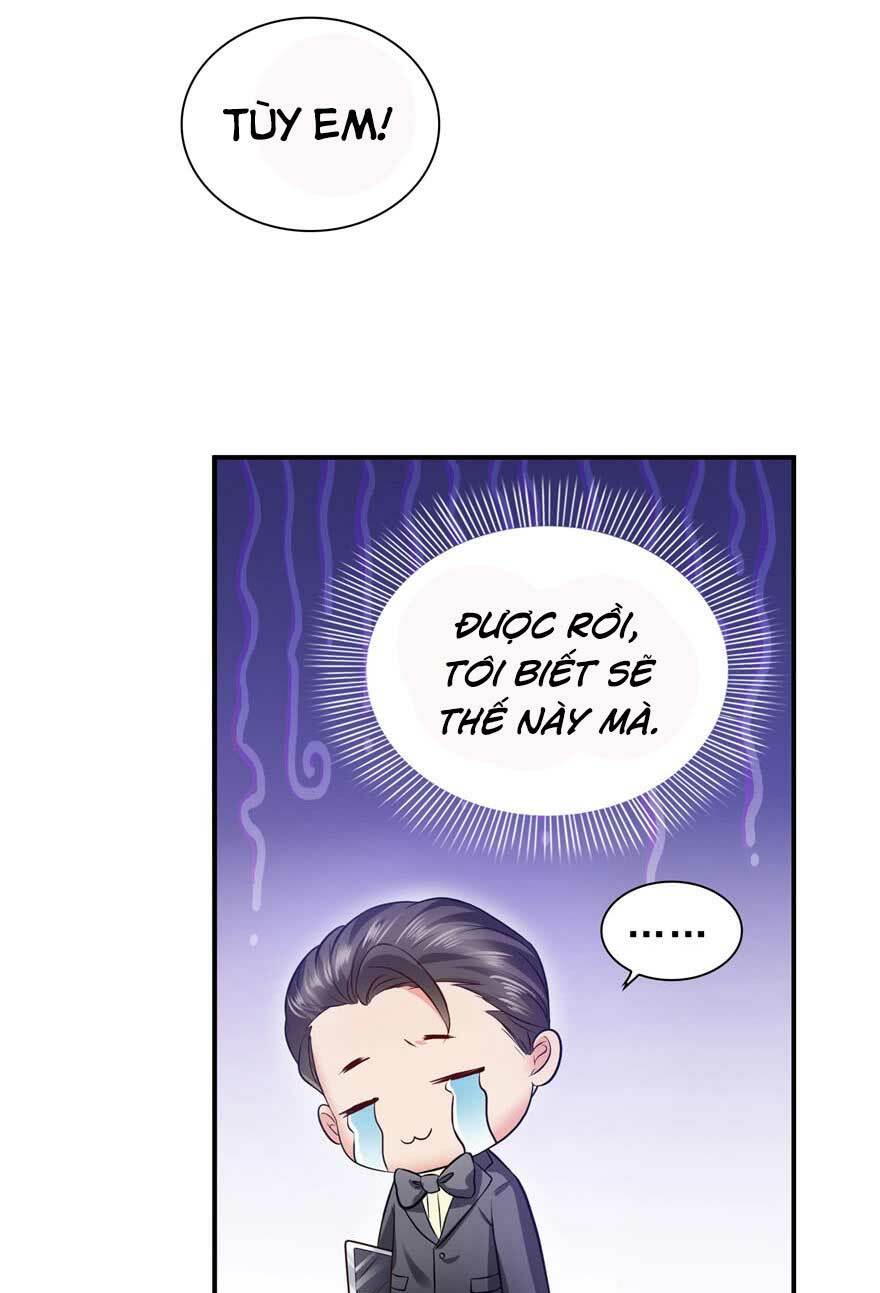 TÙY EM!
ĐƯỢC RỒI,
TÔI BIẾT SẼ
THẾ NÀY MÀ.
......